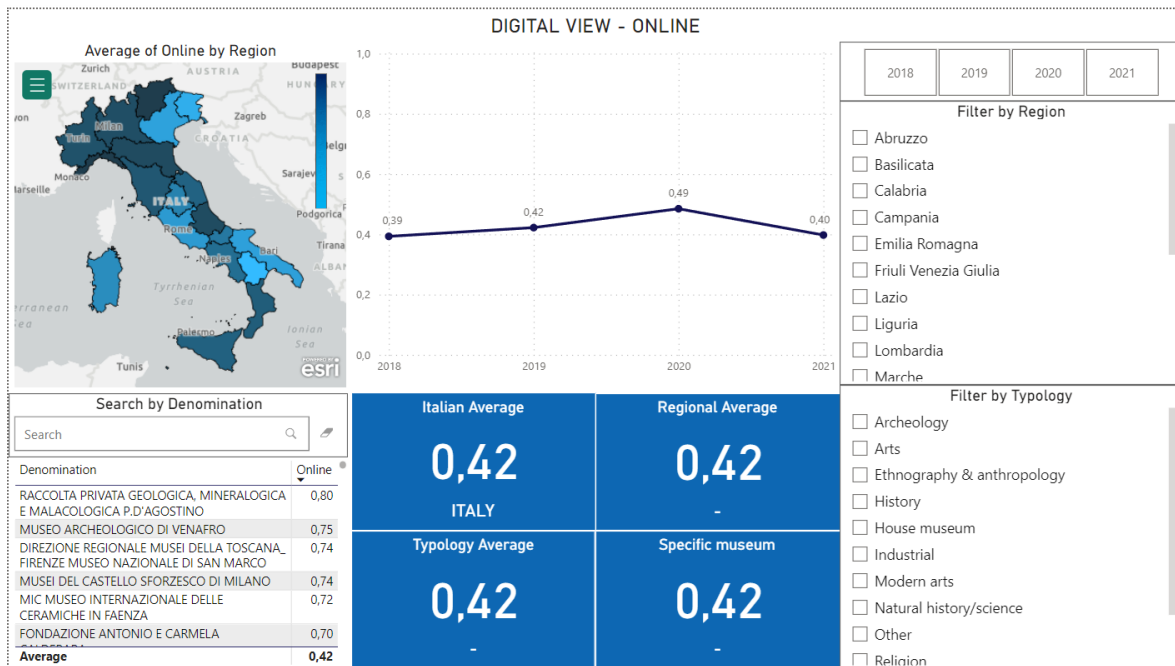 DIGITAL VIEW - ONLINE
Average of Online by Region
Zurich
AUSTRIA
Budapest
SWITZERLAND
Milan
Turin
Zagreb
CROATIA
Monaco
Sarajev
ITALY
Podgorica
Rome
Tirana
Bari
Naples
Tyrrhenian
Sea
Palermo
Ionian
Sea
Tunis
POWERED BY
esri
1,0
0,8
0,6
0,4
0,2
0,0
0,39
0,42
0,49
0,40
2018
2019
2020
2021
2018
2019
2020
2021
Filter by Region
Abruzzo
Basilicata
Calabria
Campania
Emilia Romagna
Friuli Venezia Giulia
Lazio
Liguria
Lombardia
Marche
Search by Denomination
Search
Denomination Online
RACCOLTA PRIVATA GEOLOGICA, MINERALOGICA 0,80
E MALACOLOGICA P.D'AGOSTINO
MUSEO ARCHEOLOGICO DI VENAFRO 0,75
DIREZIONE REGIONALE MUSEI DELLA TOSCANA_ 0,74
FIRENZE MUSEO NAZIONALE DI SAN MARCO
MUSEI DEL CASTELLO SFORZESCO DI MILANO 0,74
MIC MUSEO INTERNAZIONALE DELLE 0,72
CERAMICHE IN FAENZA
FONDAZIONE ANTONIO E CARMELA 0,70
Average 0,42
Italian Average
0,42
ITALY
Regional Average
0,42
-
Typology Average
0,42
-
Specific museum
0,42
-
Filter by Typology
Archeology
Arts
Ethnography & anthropology
History
House museum
Industrial
Modern arts
Natural history/science
Other
Religion